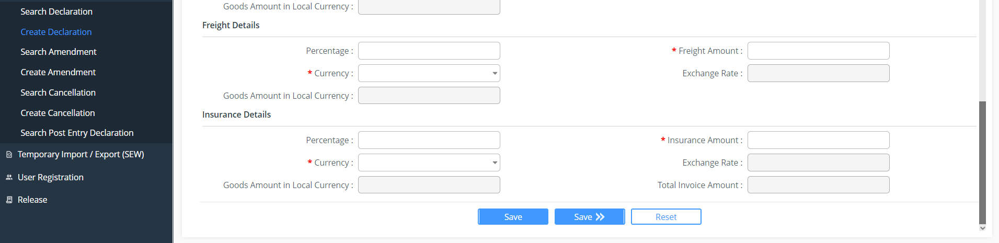 Search Declaration
Create Declaration
Search Amendment
Create Amendment
Search Cancellation
Create Cancellation
Search Post Entry Declaration
Temporary Import / Export (SEW)
User Registration
Release
Goods Amount in Local Currency :
Freight Details
Percentage :
* Freight Amount :
* Currency :
Exchange Rate :
Goods Amount in Local Currency :
Insurance Details
Percentage :
* Insurance Amount :
* Currency :
Exchange Rate :
Goods Amount in Local Currency :
Total Invoice Amount :
Save
Save
Reset